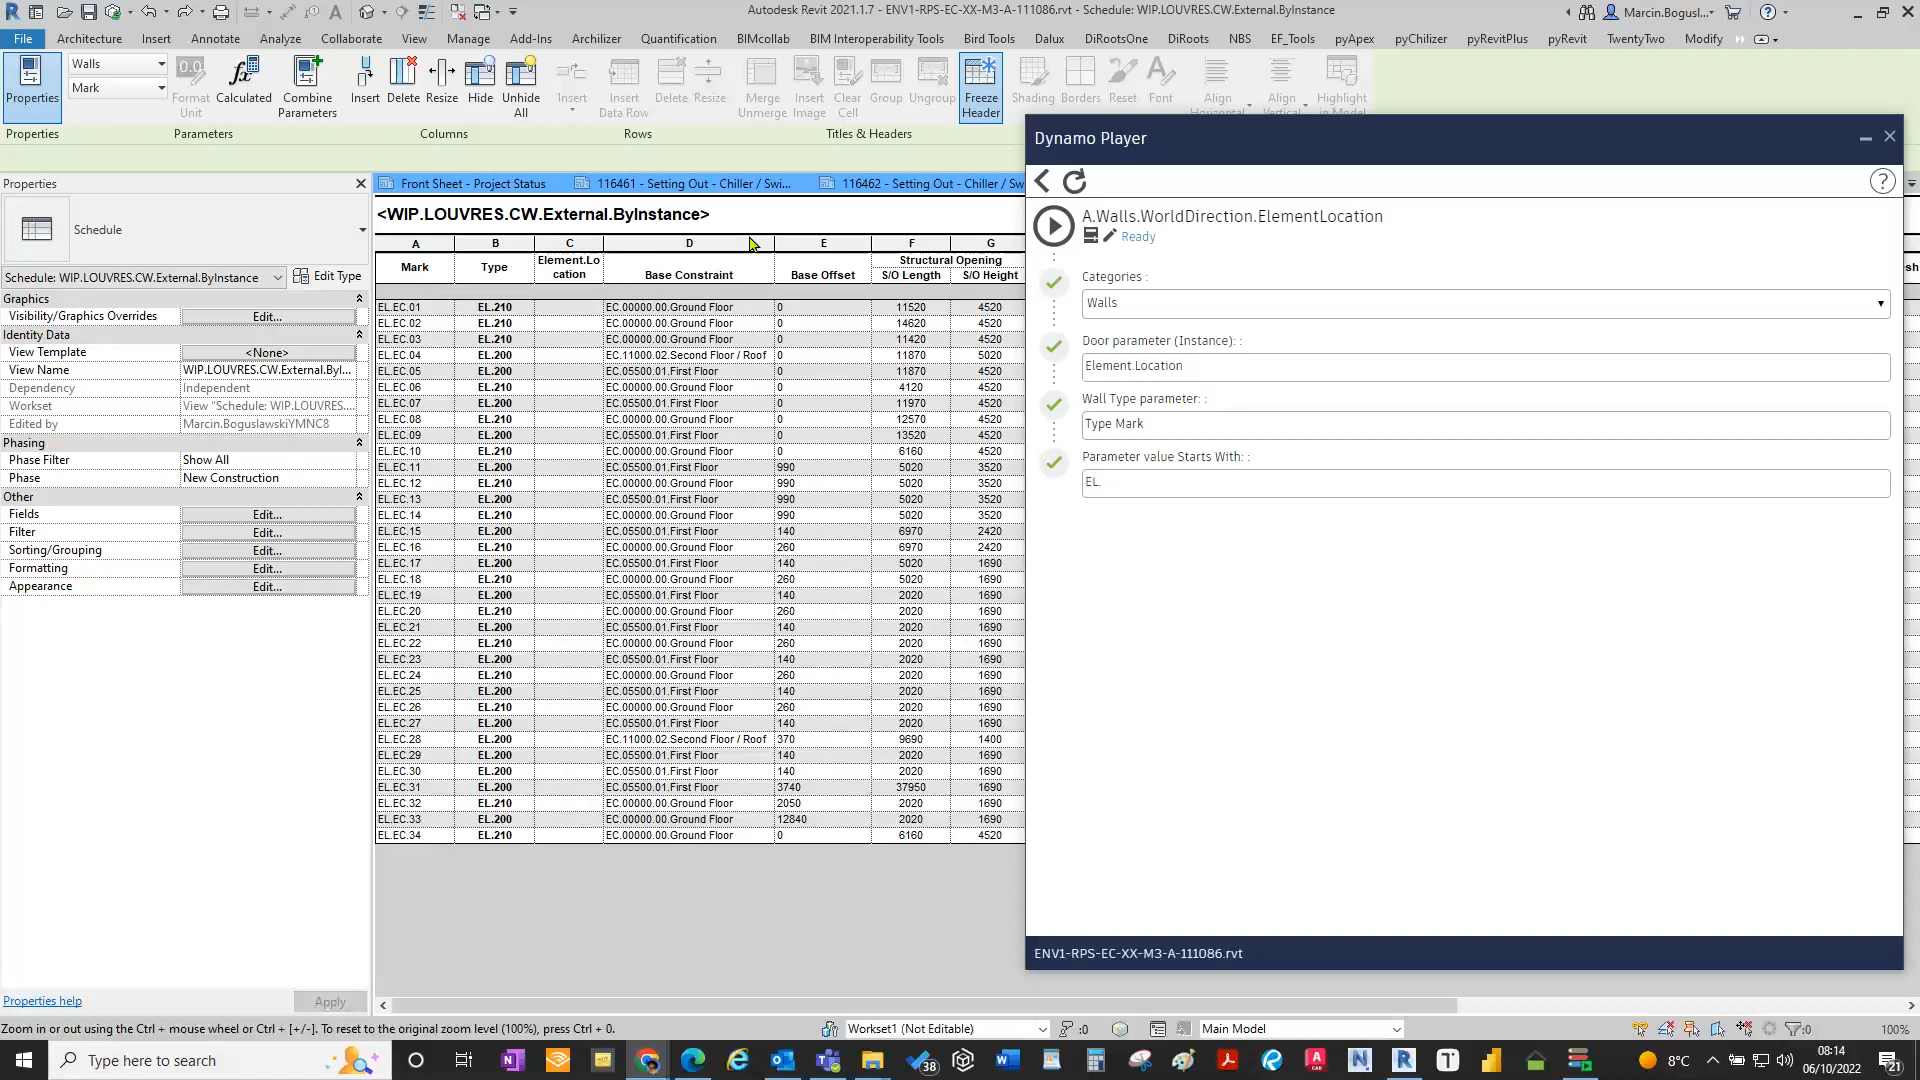 Autodesk Revit 2021.1.7 - ENV1-RPS-EC-XX-M3-A-111086.rvt - Schedule: WIP.LOUVRES.CW.External.ByInstance
Marcin.Bogusl...
File Architecture Insert Annotate Analyze Collaborate View Manage Add-Ins Archilizer Quantification BIMcollab BIM Interoperability Tools Bird Tools Dalux DiRootsOne DiRoots NBS EF_Tools pyApex pyChilizer pyRevitPlus pyRevit TwentyTwo Modify
Walls
Mark
Properties
Format Unit
Calculated
Combine Parameters
Insert
Delete
Resize
Hide
Unhide All
Insert
Insert Data Row
Delete
Resize
Merge Unmerge
Insert Image
Clear Cell
Group
Ungroup
Freeze Header
Shading
Borders
Reset
Font
Align Horizontal
Align Vertical
Highlight in Model
Properties Parameters Columns Rows Titles & Headers
Properties
Schedule
Schedule: WIP.LOUVRES.CW.External.ByInstance
Edit Type
Graphics
Visibility/Graphics Overrides Edit...
Identity Data
View Template <None>
View Name WIP.LOUVRES.CW.External.ByI...
Dependency Independent
Workset View "Schedule: WIP.LOUVRES....
Edited by Marcin.BoguslawskiYMNC8
Phasing
Phase Filter Show All
Phase New Construction
Other
Fields Edit...
Filter Edit...
Sorting/Grouping Edit...
Formatting Edit...
Appearance Edit...
Properties help Apply
Front Sheet - Project Status
116461 - Setting Out - Chiller / Swi...
116462 - Setting Out - Chiller / Sw
<WIP.LOUVRES.CW.External.ByInstance>
A B C D E F G
Mark Type Element.Location Base Constraint Base Offset Structural Opening S/O Length S/O Height
EL.EC.01 EL.210 EC.00000.00.Ground Floor 0 11520 4520
EL.EC.02 EL.210 EC.00000.00.Ground Floor 0 14620 4520
EL.EC.03 EL.210 EC.00000.00.Ground Floor 0 11420 4520
EL.EC.04 EL.200 EC.11000.02.Second Floor / Roof 0 11870 5020
EL.EC.05 EL.200 EC.05500.01.First Floor 0 11870 4520
EL.EC.06 EL.210 EC.00000.00.Ground Floor 0 4120 4520
EL.EC.07 EL.200 EC.05500.01.First Floor 0 11970 4520
EL.EC.08 EL.210 EC.00000.00.Ground Floor 0 12570 4520
EL.EC.09 EL.200 EC.05500.01.First Floor 0 13520 4520
EL.EC.10 EL.210 EC.00000.00.Ground Floor 0 6160 4520
EL.EC.11 EL.200 EC.05500.01.First Floor 990 5020 3520
EL.EC.12 EL.210 EC.00000.00.Ground Floor 990 5020 3520
EL.EC.13 EL.200 EC.05500.01.First Floor 990 5020 3520
EL.EC.14 EL.210 EC.00000.00.Ground Floor 990 5020 3520
EL.EC.15 EL.200 EC.05500.01.First Floor 140 6970 2420
EL.EC.16 EL.210 EC.00000.00.Ground Floor 260 6970 2420
EL.EC.17 EL.200 EC.05500.01.First Floor 140 5020 1690
EL.EC.18 EL.210 EC.00000.00.Ground Floor 260 5020 1690
EL.EC.19 EL.200 EC.05500.01.First Floor 140 2020 1690
EL.EC.20 EL.210 EC.00000.00.Ground Floor 260 2020 1690
EL.EC.21 EL.200 EC.05500.01.First Floor 140 2020 1690
EL.EC.22 EL.210 EC.00000.00.Ground Floor 260 2020 1690
EL.EC.23 EL.200 EC.05500.01.First Floor 140 2020 1690
EL.EC.24 EL.210 EC.00000.00.Ground Floor 260 2020 1690
EL.EC.25 EL.200 EC.05500.01.First Floor 140 2020 1690
EL.EC.26 EL.210 EC.00000.00.Ground Floor 260 2020 1690
EL.EC.27 EL.200 EC.05500.01.First Floor 140 2020 1690
EL.EC.28 EL.200 EC.11000.02.Second Floor / Roof 370 9690 1400
EL.EC.29 EL.200 EC.05500.01.First Floor 140 2020 1690
EL.EC.30 EL.200 EC.05500.01.First Floor 140 2020 1690
EL.EC.31 EL.200 EC.05500.01.First Floor 3740 37950 1690
EL.EC.32 EL.210 EC.00000.00.Ground Floor 2050 2020 1690
EL.EC.33 EL.200 EC.00000.00.Ground Floor 12840 2020 1690
EL.EC.34 EL.210 EC.00000.00.Ground Floor 0 6160 4520
Dynamo Player
A.Walls.WorldDirection.ElementLocation
Ready
Categories :
Walls
Door parameter (Instance): :
Element.Location
Wall Type parameter: :
Type Mark
Parameter value Starts With: :
EL.
ENV1-RPS-EC-XX-M3-A-111086.rvt
Zoom in or out using the Ctrl + mouse wheel or Ctrl + [+/-]. To reset to the original zoom level (100%), press Ctrl + 0.
Workset1 (Not Editable)
:0
Main Model
:0
100%
Type here to search
38
8°C
08:14
06/10/2022
21